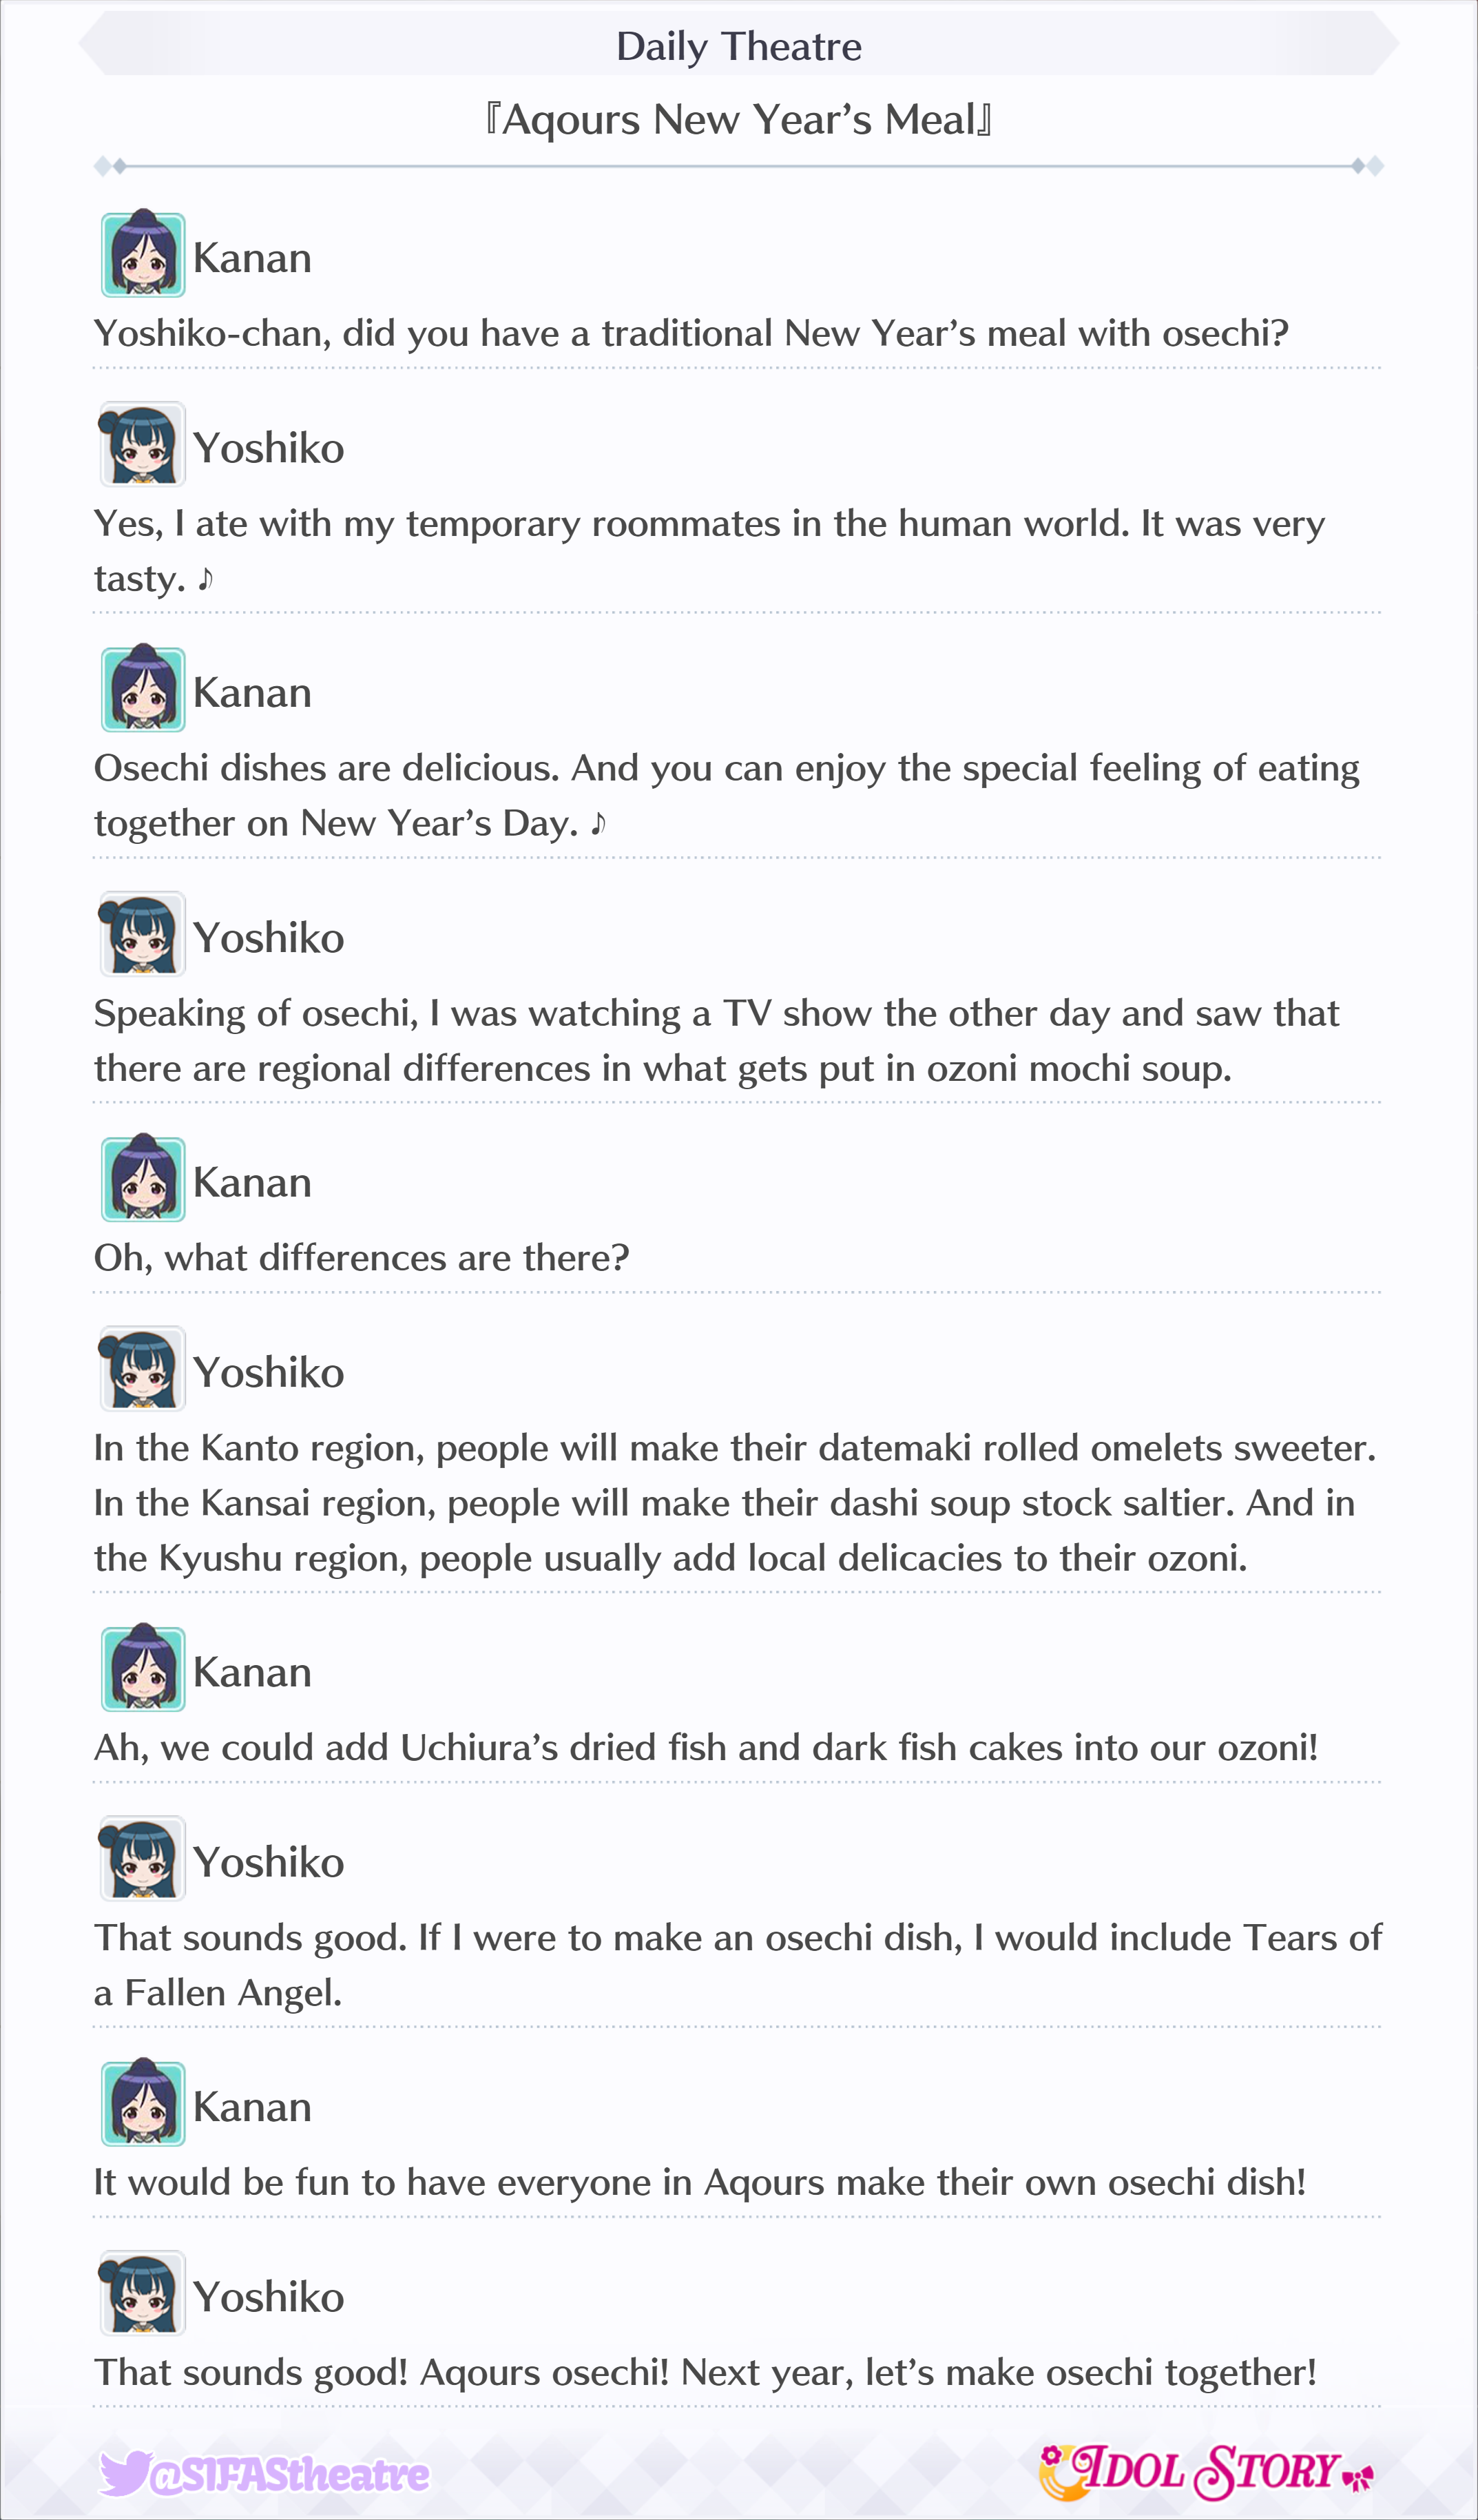 Daily Theatre
『Aqours New Year’s Meal』
Kanan
Yoshiko-chan, did you have a traditional New Year’s meal with osechi?
Yoshiko
Yes, I ate with my temporary roommates in the human world. It was very
tasty. ♪
Kanan
Osechi dishes are delicious. And you can enjoy the special feeling of eating
together on New Year’s Day. ♪
Yoshiko
Speaking of osechi, I was watching a TV show the other day and saw that
there are regional differences in what gets put in ozoni mochi soup.
Kanan
Oh, what differences are there?
Yoshiko
In the Kanto region, people will make their datemaki rolled omelets sweeter.
In the Kansai region, people will make their dashi soup stock saltier. And in
the Kyushu region, people usually add local delicacies to their ozoni.
Kanan
Ah, we could add Uchiura’s dried fish and dark fish cakes into our ozoni!
Yoshiko
That sounds good. If I were to make an osechi dish, I would include Tears of
a Fallen Angel.
Kanan
It would be fun to have everyone in Aqours make their own osechi dish!
Yoshiko
That sounds good! Aqours osechi! Next year, let’s make osechi together!
@SIFAStheatre
IDOL STORY